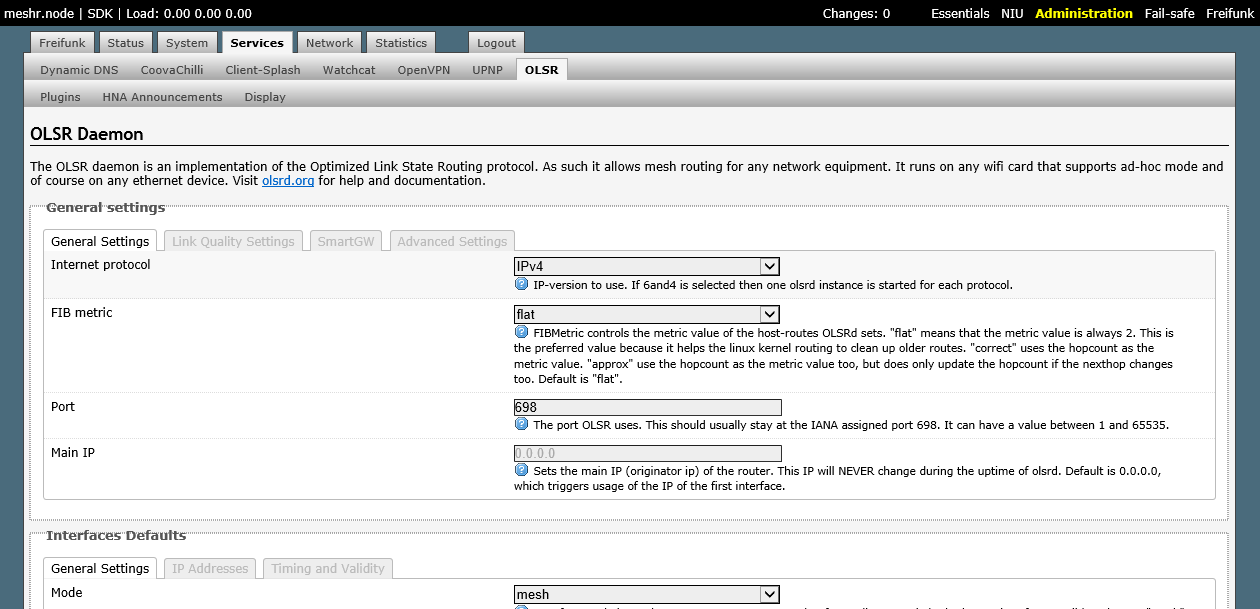 meshr.node | SDK | Load: 0.00 0.00 0.00 Changes: 0 Essentials NIU Administration Fail-safe Freifunk
Freifunk Status System Services Network Statistics Logout
Dynamic DNS CoovaChilli Client-Splash Watchcat OpenVPN UPNP OLSR
Plugins HNA Announcements Display
OLSR Daemon
The OLSR daemon is an implementation of the Optimized Link State Routing protocol. As such it allows mesh routing for any network equipment. It runs on any wifi card that supports ad-hoc mode and
of course on any ethernet device. Visit olsrd.org for help and documentation.
General settings
General Settings Link Quality Settings SmartGW Advanced Settings
Internet protocol IPv4
IP-version to use. If 6and4 is selected then one olsrd instance is started for each protocol.
FIB metric flat
FIBMetric controls the metric value of the host-routes OLSRd sets. "flat" means that the metric value is always 2. This is
the preferred value because it helps the linux kernel routing to clean up older routes. "correct" uses the hopcount as the
metric value. "approx" use the hopcount as the metric value too, but does only update the hopcount if the nexthop changes
too. Default is "flat".
Port 698
The port OLSR uses. This should usually stay at the IANA assigned port 698. It can have a value between 1 and 65535.
Main IP 0.0.0.0
Sets the main IP (originator ip) of the router. This IP will NEVER change during the uptime of olsrd. Default is 0.0.0.0,
which triggers usage of the IP of the first interface.
Interfaces Defaults
General Settings IP Addresses Timing and Validity
Mode mesh